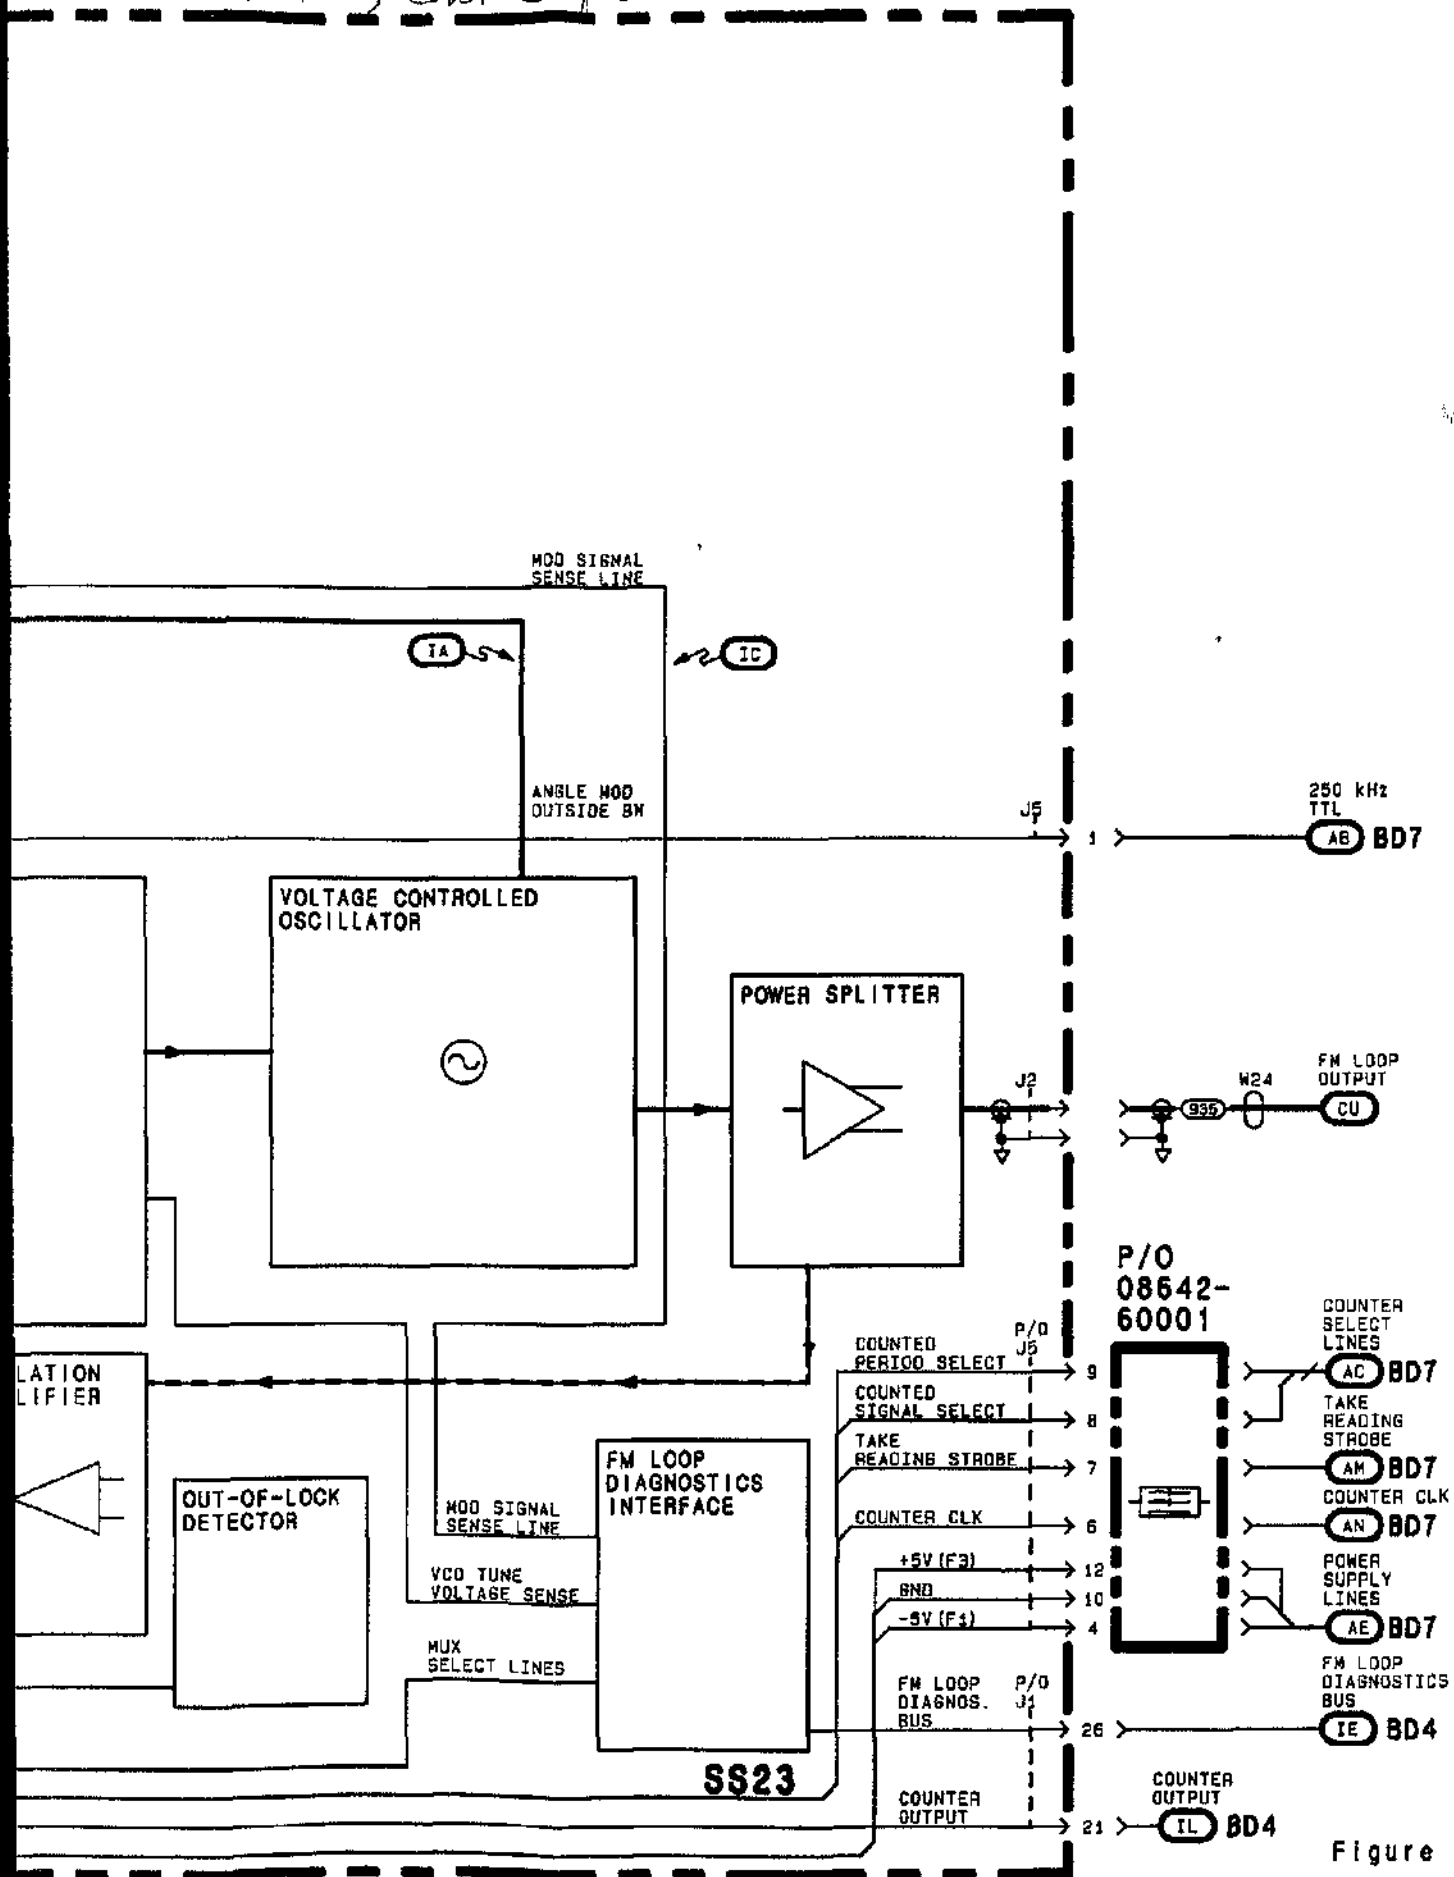 MOD SIGNAL
SENSE LINE
IA
IC
ANGLE MOD
OUTSIDE BW
J5
1
250 kHz
TTL
AB BD7
VOLTAGE CONTROLLED
OSCILLATOR
POWER SPLITTER
J2
935
W24
FM LOOP
OUTPUT
CU
P/O
08642-
60001
LATION
LIFIER
OUT-OF-LOCK
DETECTOR
FM LOOP
DIAGNOSTICS
INTERFACE
MOD SIGNAL
SENSE LINE
VCO TUNE
VOLTAGE SENSE
MUX
SELECT LINES
SS23
P/O
J5
COUNTED
PERIOD SELECT
9
COUNTED
SIGNAL SELECT
8
TAKE
READING STROBE
7
COUNTER CLK
6
+5V (F3)
12
GND
10
-5V (F1)
4
COUNTER
SELECT
LINES
AC BD7
TAKE
READING
STROBE
AM BD7
COUNTER CLK
AN BD7
POWER
SUPPLY
LINES
AE BD7
FM LOOP
DIAGNOS.
BUS
P/O
J1
26
FM LOOP
DIAGNOSTICS
BUS
IE BD4
COUNTER
OUTPUT
21
COUNTER
OUTPUT
IL BD4
Figure